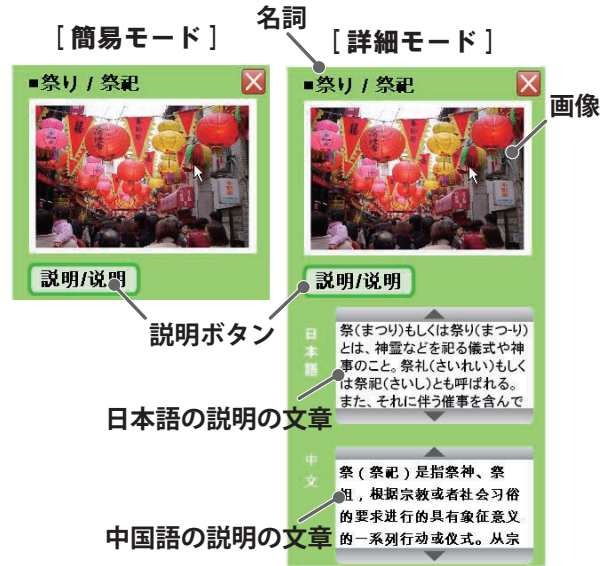 [簡易モード]
名詞
[詳細モード]
■祭り / 祭祀
■祭り / 祭祀
画像
説明/说明
説明/说明
説明ボタン
日本語
祭(まつり)もしくは祭り(まつり)
とは、神霊などを祀る儀式や神
事のこと。祭礼(さいれい)もしく
は祭祀(さいし)とも呼ばれる。
また、それに伴う催事を含んで
日本語の説明の文章
中文
祭(祭祀)是指祭神、祭
祖,根据宗教或者社会习俗
的要求进行的具有象征意义
的一系列行动或仪式。从宗
中国語の説明の文章